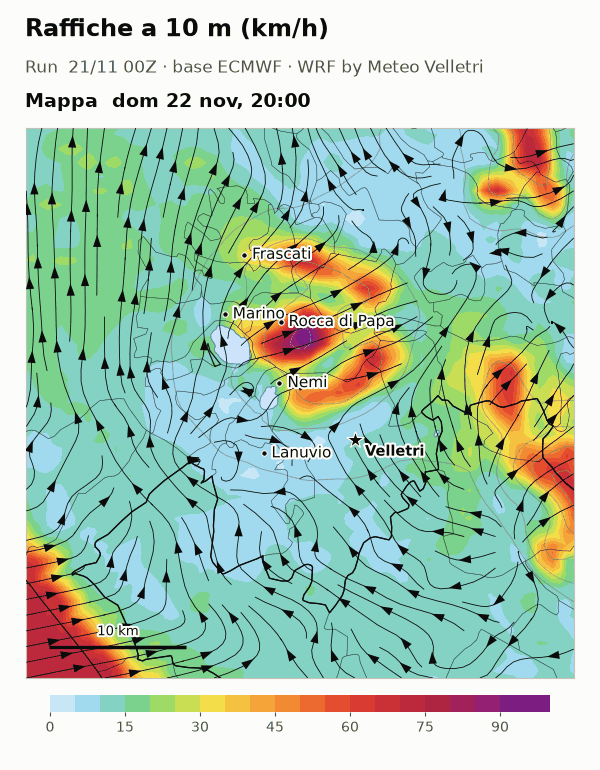 Raffiche a 10 m (km/h)
Run  21/11 00Z · base ECMWF · WRF by Meteo Velletri
Mappa  dom 22 nov, 20:00
Frascati
Marino
Rocca di Papa
Nemi
Lanuvio
Velletri
10 km
0 15 30 45 60 75 90